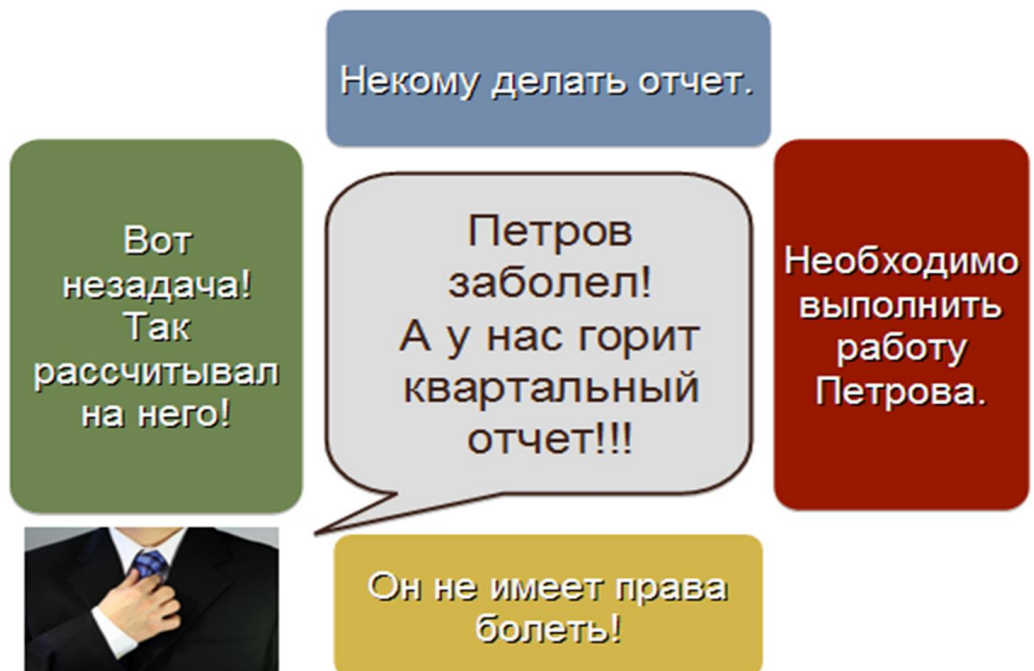 Некому делать отчет.
Вот
незадача!
Так
рассчитывал
на него!
Петров
заболел!
А у нас горит
квартальный
отчет!!!
Необходимо
выполнить
работу
Петрова.
Он не имеет права
болеть!